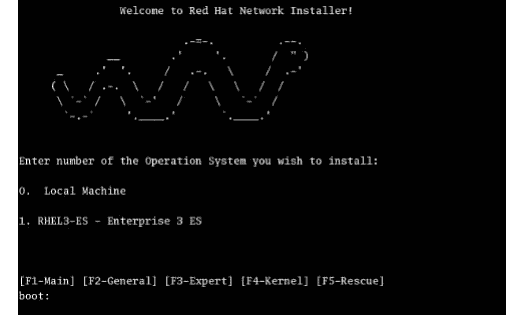 Welcome to Red Hat Network Installer!
Enter number of the Operation System you wish to install:
0. Local Machine
1. RHEL3-ES - Enterprise 3 ES
[F1-Main] [F2-General] [F3-Expert] [F4-Kernel] [F5-Rescue]
boot: